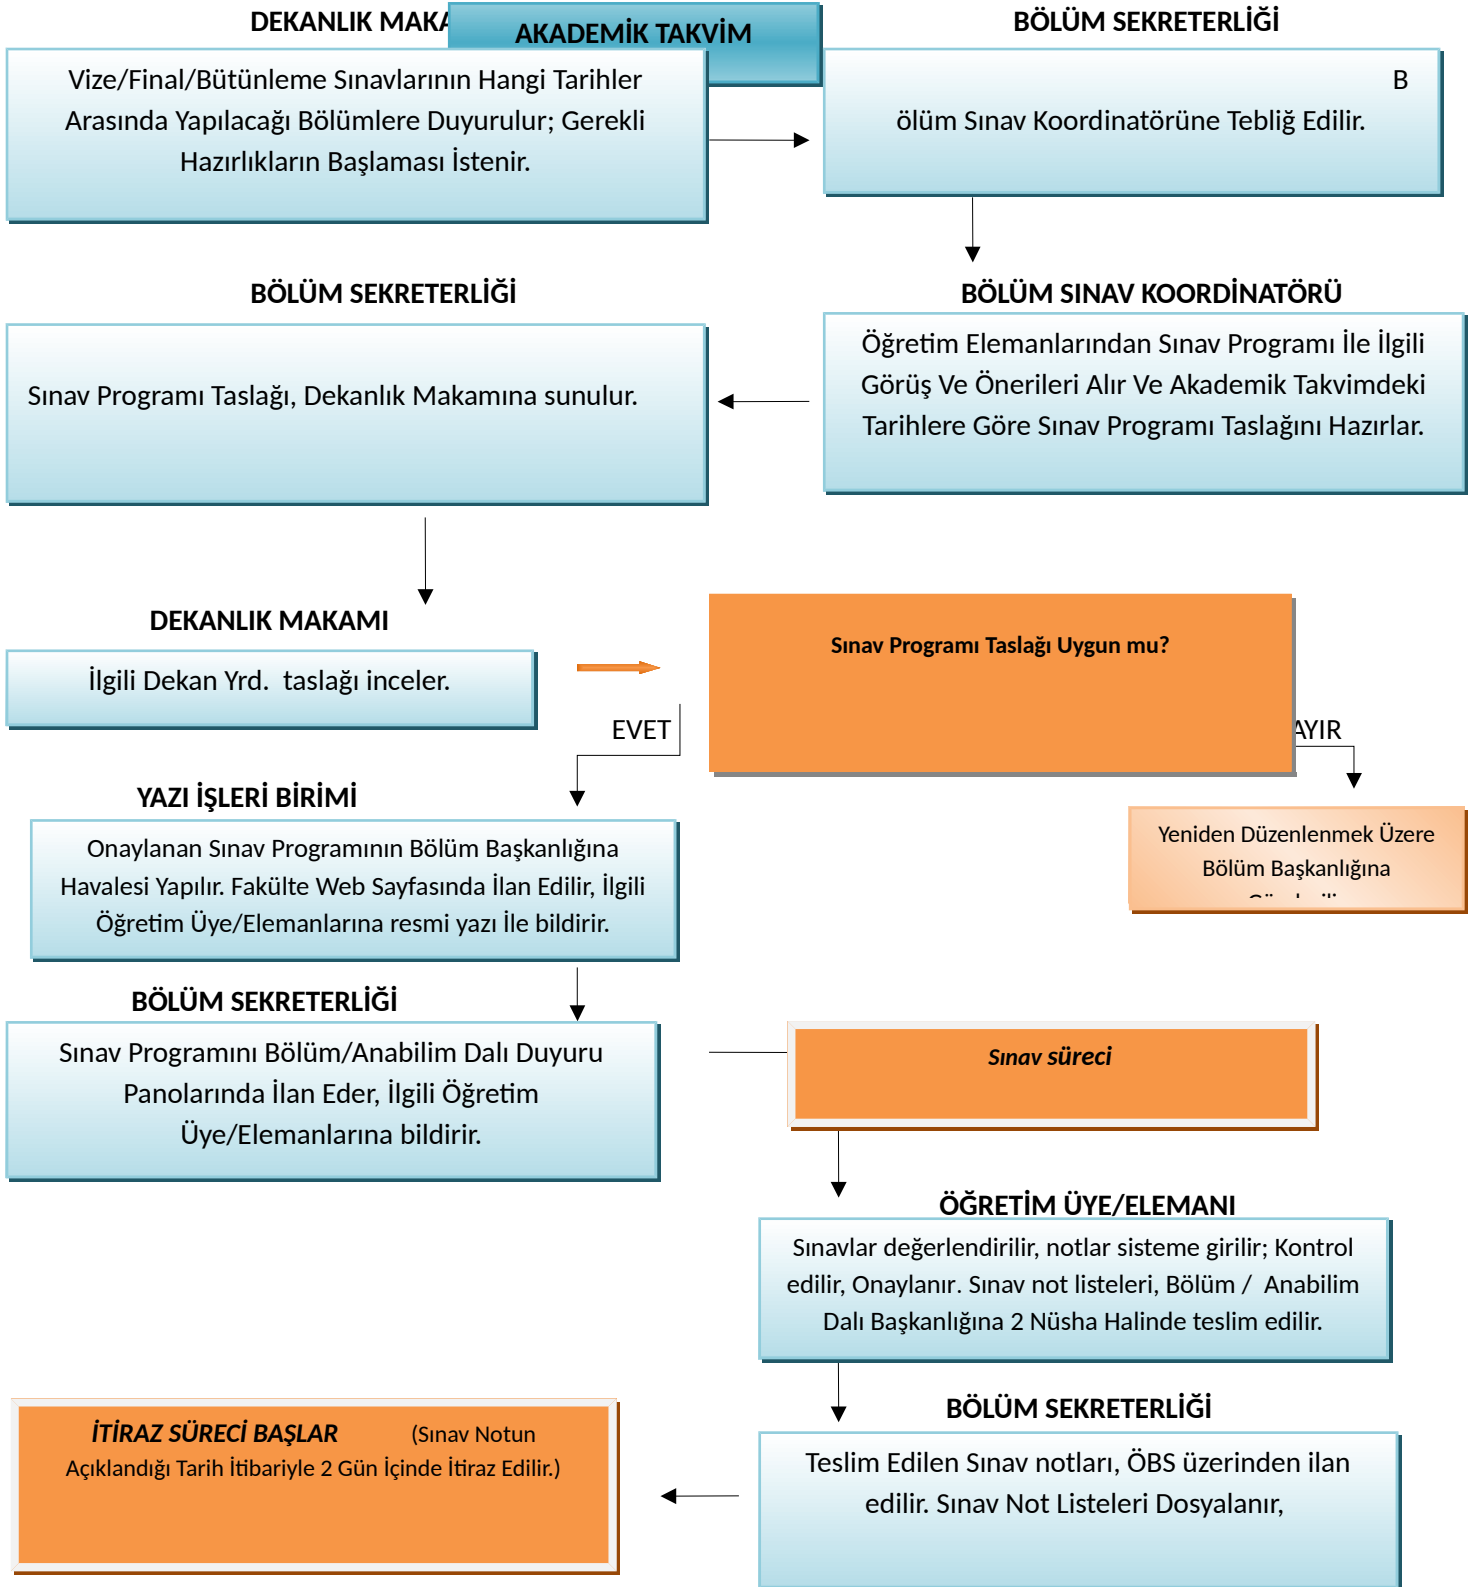 DEKANLIK MAKA
AKADEMİK TAKVİM
BÖLÜM SEKRETERLİĞİ
Vize/Final/Bütünleme Sınavlarının Hangi Tarihler
Arasında Yapılacağı Bölümlere Duyurulur; Gerekli
Hazırlıkların Başlaması İstenir.
B
ölüm Sınav Koordinatörüne Tebliğ Edilir.
BÖLÜM SEKRETERLİĞİ
BÖLÜM SINAV KOORDİNATÖRÜ
Sınav Programı Taslağı, Dekanlık Makamına sunulur.
Öğretim Elemanlarından Sınav Programı İle İlgili
Görüş Ve Önerileri Alır Ve Akademik Takvimdeki
Tarihlere Göre Sınav Programı Taslağını Hazırlar.
DEKANLIK MAKAMI
İlgili Dekan Yrd.  taslağı inceler.
Sınav Programı Taslağı Uygun mu?
EVET
AYIR
YAZI İŞLERİ BİRİMİ
Onaylanan Sınav Programının Bölüm Başkanlığına
Havalesi Yapılır. Fakülte Web Sayfasında İlan Edilir, İlgili
Öğretim Üye/Elemanlarına resmi yazı İle bildirir.
Yeniden Düzenlenmek Üzere
Bölüm Başkanlığına
BÖLÜM SEKRETERLİĞİ
Sınav Programını Bölüm/Anabilim Dalı Duyuru
Panolarında İlan Eder, İlgili Öğretim
Üye/Elemanlarına bildirir.
Sınav süreci
ÖĞRETİM ÜYE/ELEMANI
Sınavlar değerlendirilir, notlar sisteme girilir; Kontrol
edilir, Onaylanır. Sınav not listeleri, Bölüm /  Anabilim
Dalı Başkanlığına 2 Nüsha Halinde teslim edilir.
BÖLÜM SEKRETERLİĞİ
İTİRAZ SÜRECİ BAŞLAR (Sınav Notun
Açıklandığı Tarih İtibariyle 2 Gün İçinde İtiraz Edilir.)
Teslim Edilen Sınav notları, ÖBS üzerinden ilan
edilir. Sınav Not Listeleri Dosyalanır,